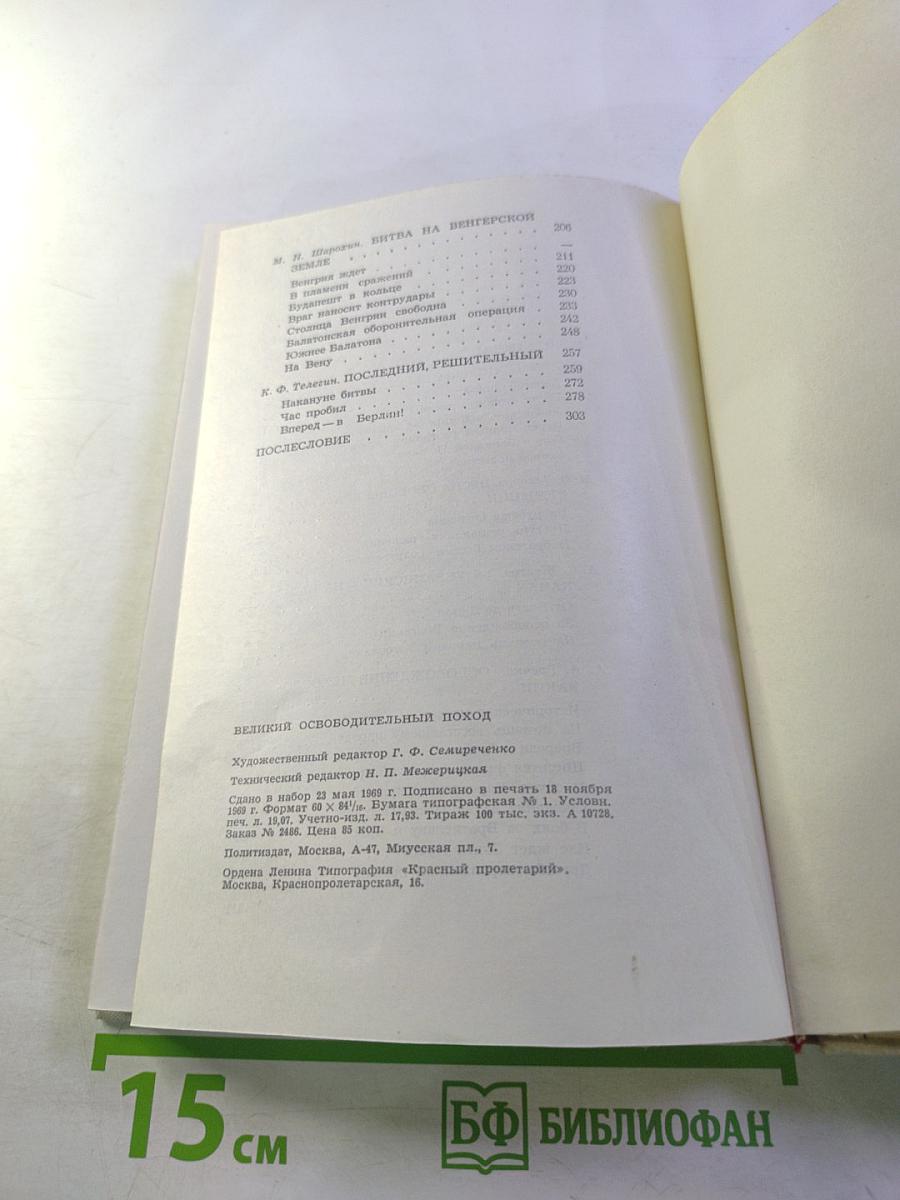 М. Н. Шарохин. БИТВА НА ВЕНГЕРСКОЙ
ЗЕМЛЕ . . . . . . . . . . . . 206
Венгрия ждет . . . . . . . . . . —
В пламени сражений . . . . . . . 211
Будапешт в кольце . . . . . . . . 220
Враг наносит контрудары . . . . . 223
Столица Венгрии свободна . . . . . 230
Балатонская оборонительная операция . 233
Южнее Балатона . . . . . . . . . 242
На Вену . . . . . . . . . . . . 248
К. Ф. Телегин. ПОСЛЕДНИЙ, РЕШИТЕЛЬНЫЙ 257
Накануне битвы . . . . . . . . . 259
Час пробил . . . . . . . . . . . 272
Вперед — в Берлин! . . . . . . . . 278
ПОСЛЕСЛОВИЕ . . . . . . . . . . 303
ВЕЛИКИЙ ОСВОБОДИТЕЛЬНЫЙ ПОХОД
Художественный редактор Г. Ф. Семиреченко
Технический редактор Н. П. Межерицкая
Сдано в набор 23 мая 1969 г. Подписано в печать 18 ноября
1969 г. Формат 60 × 84 1/16. Бумага типографская № 1. Условн.
печ. л. 19,07. Учетно-изд. л. 17,93. Тираж 100 тыс. экз. А 10728.
Заказ № 2486. Цена 85 коп.
Политиздат, Москва, А-47, Миусская пл., 7.
Ордена Ленина Типография «Красный пролетарий».
Москва, Краснопролетарская, 16.
15 см
БФ БИБЛИОФАН